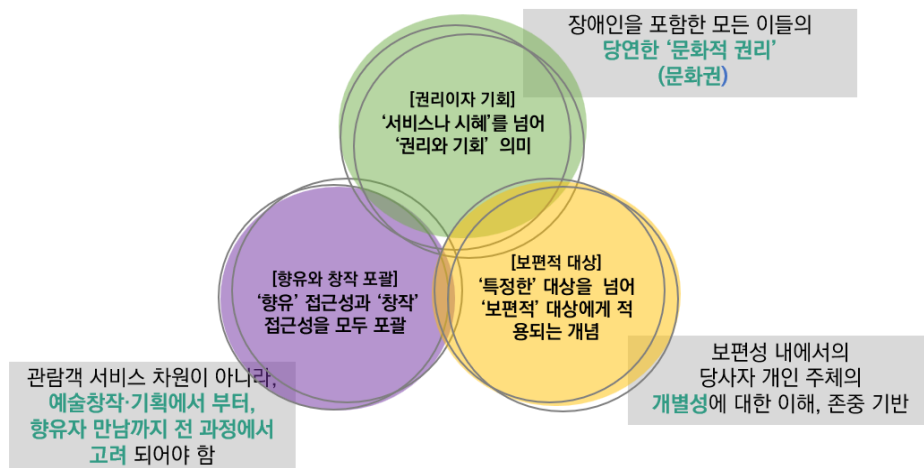 장애인을 포함한 모든 이들의
당연한 ‘문화적 권리’
(문화권)
[권리이자 기회]
‘서비스나 시혜’를 넘어
‘권리와 기회’ 의미
[향유와 창작 포괄]
‘향유’ 접근성과 ‘창작’
접근성을 모두 포괄
[보편적 대상]
‘특정한’ 대상을 넘어
‘보편적’ 대상에게 적
용되는 개념
관람객 서비스 차원이 아니라,
예술창작·기획에서 부터,
향유자 만남까지 전 과정에서
고려 되어야 함
보편성 내에서의
당사자 개인 주체의
개별성에 대한 이해, 존중 기반